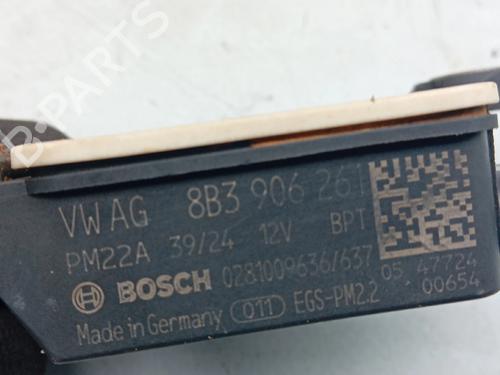 VW AG 8B3 906 261
PM22A 39/24 12V BPT
BOSCH 0281009636/637 05 47724
00654
Made in Germany 011 EGS-PM2.2
B-PARTS